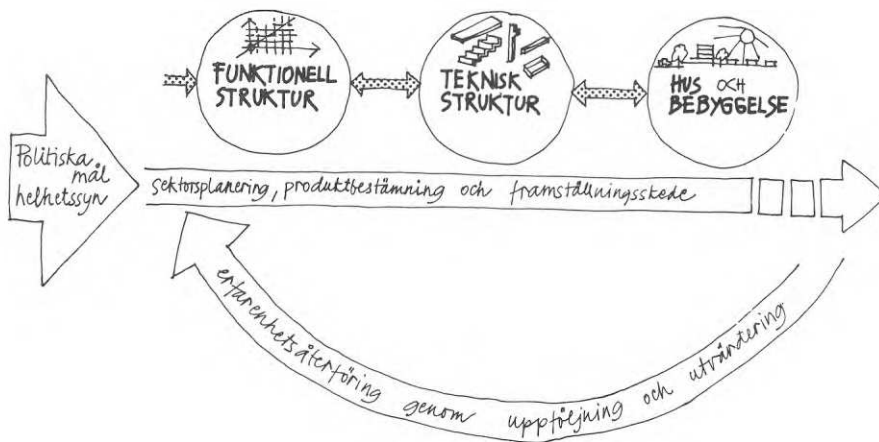 FUNKTIONELL
STRUKTUR
TEKNISK
STRUKTUR
HUS OCH
BEBYGGELSE
Politiska
mål
helhetssyn
sektorsplanering, produktbestämning och framställningsskede
erfarenhetsåterföring genom uppföljning och utvärdering